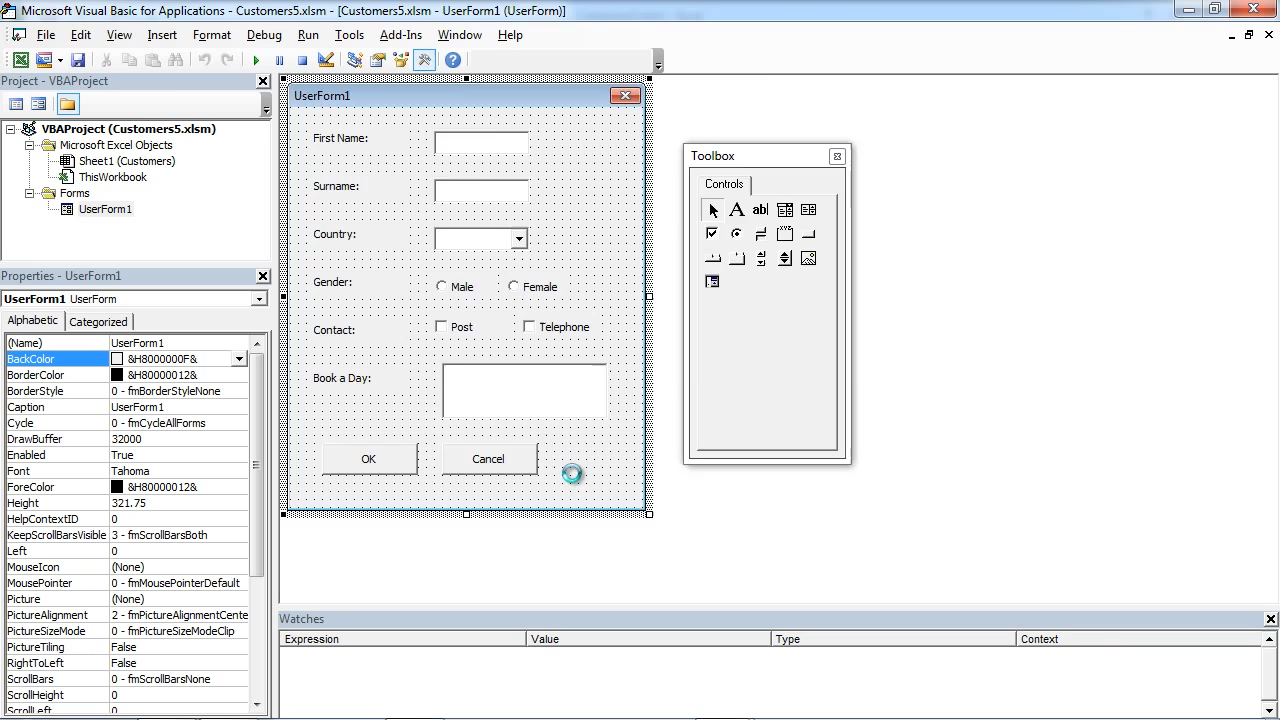 Microsoft Visual Basic for Applications - Customers5.xlsm - [Customers5.xlsm - UserForm1 (UserForm)]
File Edit View Insert Format Debug Run Tools Add-Ins Window Help
Project - VBAProject
VBAProject (Customers5.xlsm)
Microsoft Excel Objects
Sheet1 (Customers)
ThisWorkbook
Forms
UserForm1
Properties - UserForm1
UserForm1 UserForm
Alphabetic Categorized
(Name) UserForm1
BackColor &H8000000F&
BorderColor &H80000012&
BorderStyle 0 - fmBorderStyleNone
Caption UserForm1
Cycle 0 - fmCycleAllForms
DrawBuffer 32000
Enabled True
Font Tahoma
ForeColor &H80000012&
Height 321.75
HelpContextID 0
KeepScrollBarsVisible 3 - fmScrollBarsBoth
Left 0
MouseIcon (None)
MousePointer 0 - fmMousePointerDefault
Picture (None)
PictureAlignment 2 - fmPictureAlignmentCente
PictureSizeMode 0 - fmPictureSizeModeClip
PictureTiling False
RightToLeft False
ScrollBars 0 - fmScrollBarsNone
ScrollHeight 0
ScrollLeft 0
UserForm1
First Name:
Surname:
Country:
Gender: Male Female
Contact: Post Telephone
Book a Day:
OK Cancel
Toolbox
Controls
A ab
Watches
Expression Value Type Context